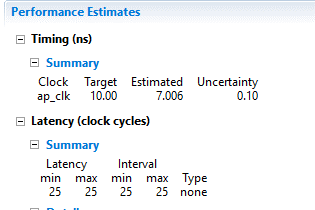 Performance Estimates
Timing (ns)
Summary
Clock Target Estimated Uncertainty
ap_clk 10.00 7.006 0.10
Latency (clock cycles)
Summary
Latency Interval
min max min max Type
25 25 25 25 none